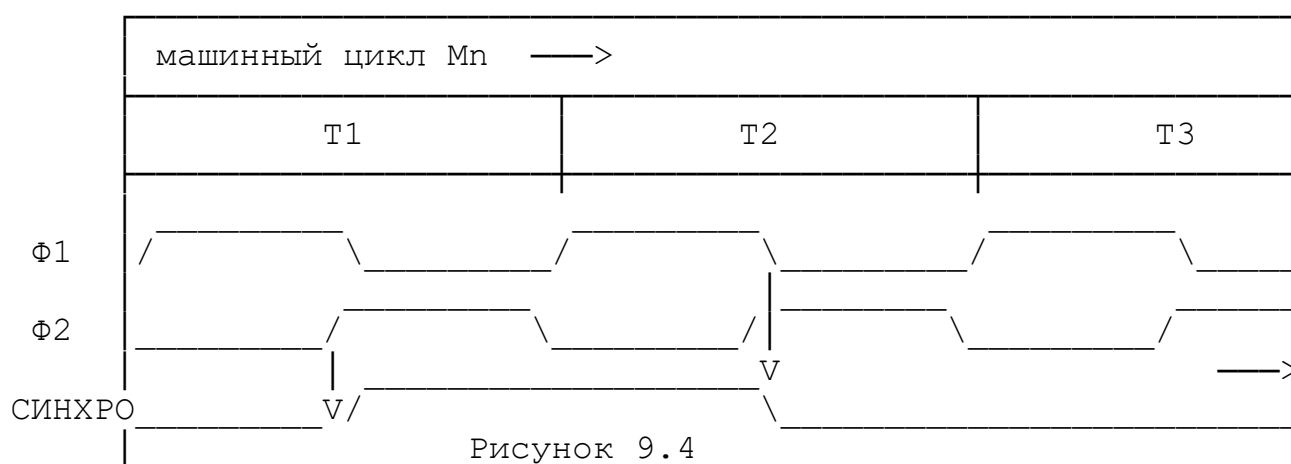 машинный цикл Mn ——>
T1 T2 T3
Ф1
Ф2
СИНХРО
Рисунок 9.4